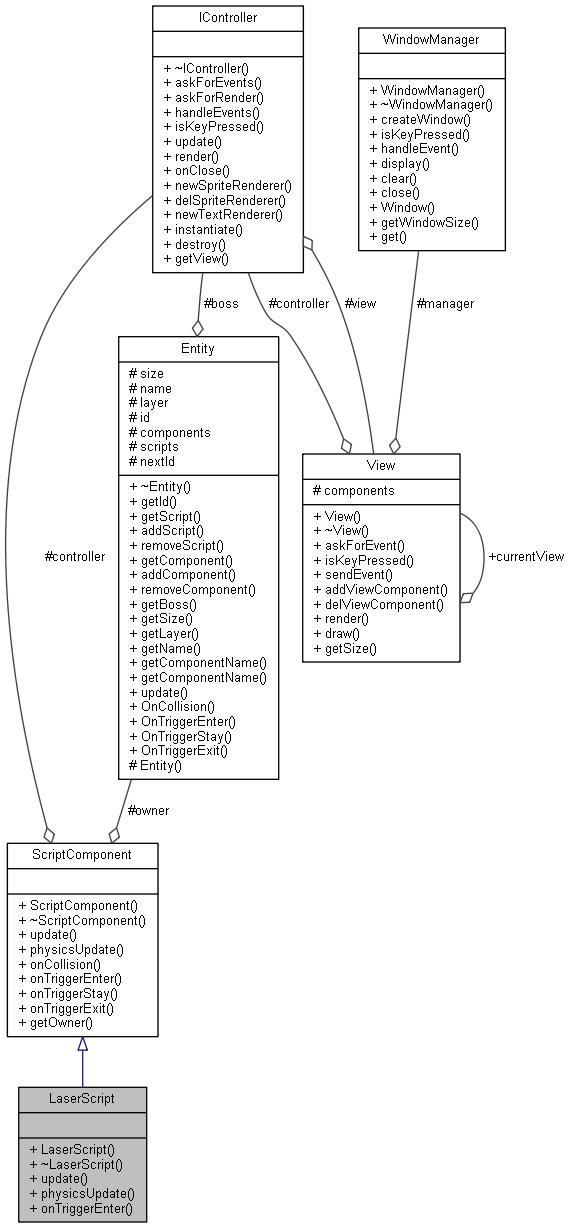 IController
+ ~IController()
+ askForEvents()
+ askForRender()
+ handleEvents()
+ isKeyPressed()
+ update()
+ render()
+ onClose()
+ newSpriteRenderer()
+ delSpriteRenderer()
+ newTextRenderer()
+ instantiate()
+ destroy()
+ getView()
WindowManager
+ WindowManager()
+ ~WindowManager()
+ createWindow()
+ isKeyPressed()
+ handleEvent()
+ display()
+ clear()
+ close()
+ Window()
+ getWindowSize()
+ get()
#boss
#controller
#view
#manager
Entity
# size
# name
# layer
# id
# components
# scripts
# nextId
+ ~Entity()
+ getId()
+ getScript()
+ addScript()
+ removeScript()
+ getComponent()
+ addComponent()
+ removeComponent()
+ getBoss()
+ getSize()
+ getLayer()
+ getName()
+ getComponentName()
+ getComponentName()
+ update()
+ OnCollision()
+ OnTriggerEnter()
+ OnTriggerStay()
+ OnTriggerExit()
# Entity()
View
# components
+ View()
+ ~View()
+ askForEvent()
+ isKeyPressed()
+ sendEvent()
+ addViewComponent()
+ delViewComponent()
+ render()
+ draw()
+ getSize()
+currentView
#controller
#owner
ScriptComponent
+ ScriptComponent()
+ ~ScriptComponent()
+ update()
+ physicsUpdate()
+ onCollision()
+ onTriggerEnter()
+ onTriggerStay()
+ onTriggerExit()
+ getOwner()
LaserScript
+ LaserScript()
+ ~LaserScript()
+ update()
+ physicsUpdate()
+ onTriggerEnter()